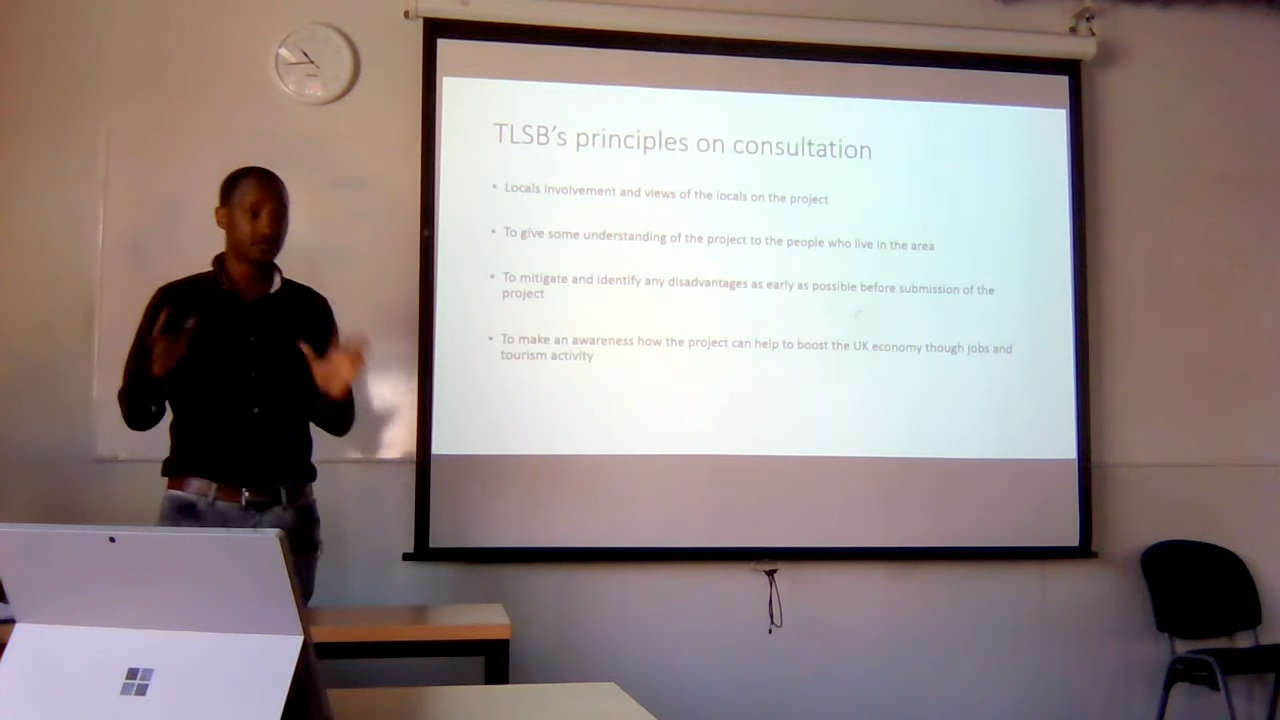 TLSB's principles on consultation
• Locals involvement and views of the locals on the project
• To give some understanding of the project to the people who live in the area
• To mitigate and identify any disadvantages as early as possible before submission of the
project
• To make an awareness how the project can help to boost the UK economy though jobs and
tourism activity